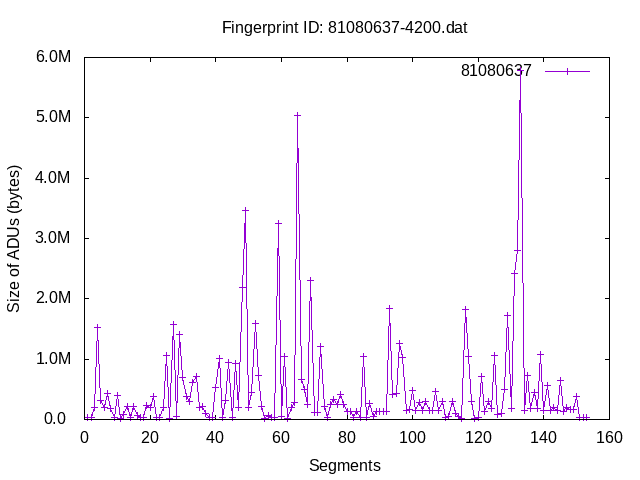 Fingerprint ID: 81080637-4200.dat
6.0M
81080637
5.0M
4.0M
3.0M
2.0M
1.0M
0.0
Size of ADUs (bytes)
0 20 40 60 80 100 120 140 160
Segments